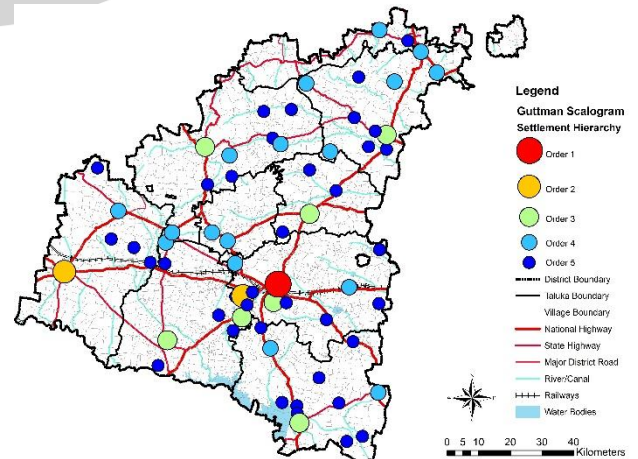 Legend
Guttman Scalogram
Settlement Hierarchy
Order 1
Order 2
Order 3
Order 4
Order 5
District Boundary
Taluka Boundary
Village Boundary
National Highway
State Highway
Major District Road
River/Canal
Railways
Water Bodies
0 5 10 20 30 40
Kilometers